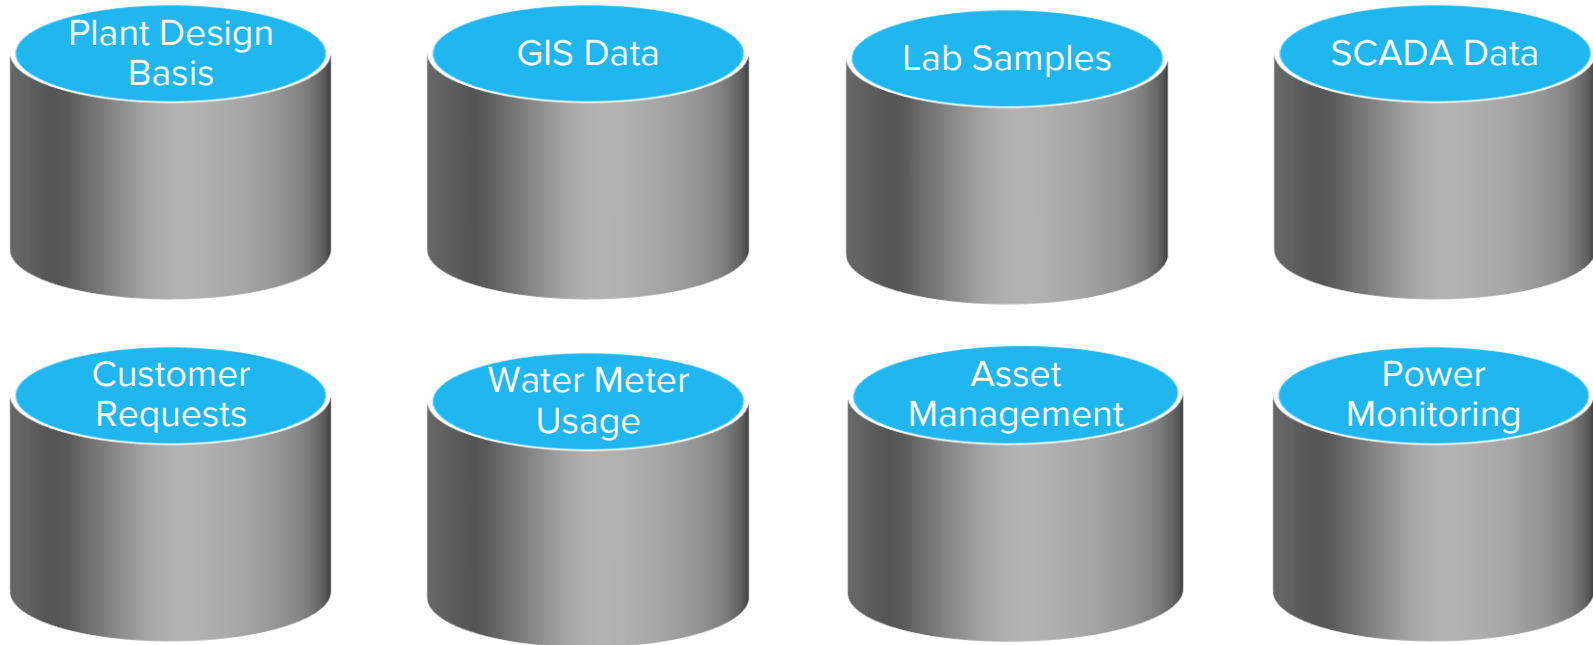 Plant Design
Basis
GIS Data
Lab Samples
SCADA Data
Customer
Requests
Water Meter
Usage
Asset
Management
Power
Monitoring